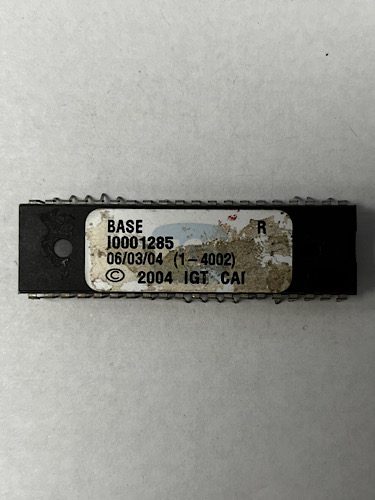 BASE R
I0001285
06/03/04 (1-4002)
© 2004 IGT CAI